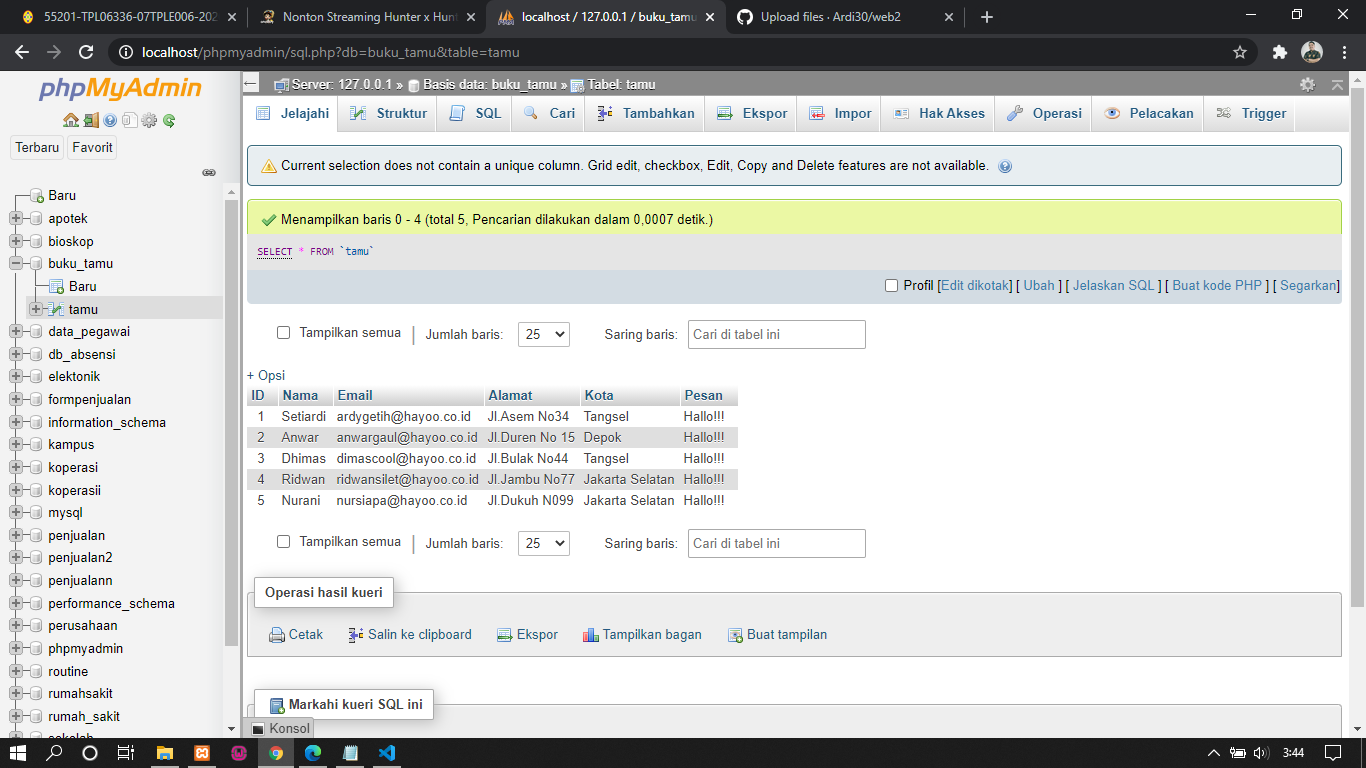 55201-TPL06336-07TPLE006-202
Nonton Streaming Hunter x Hunt
localhost / 127.0.0.1 / buku_tamu
Upload files · Ardi30/web2
localhost/phpmyadmin/sql.php?db=buku_tamu&table=tamu
phpMyAdmin
Terbaru Favorit
Baru
apotek
bioskop
buku_tamu
Baru
tamu
data_pegawai
db_absensi
elektonik
formpenjualan
information_schema
kampus
koperasi
koperasii
mysql
penjualan
penjualan2
penjualann
performance_schema
perusahaan
phpmyadmin
routine
rumahsakit
rumah_sakit
sekolah
Server: 127.0.0.1 » Basis data: buku_tamu » Tabel: tamu
Jelajahi Struktur SQL Cari Tambahkan Ekspor Impor Hak Akses Operasi Pelacakan Trigger
Current selection does not contain a unique column. Grid edit, checkbox, Edit, Copy and Delete features are not available.
Menampilkan baris 0 - 4 (total 5, Pencarian dilakukan dalam 0,0007 detik.)
SELECT * FROM `tamu`
Profil [Edit dikotak] [ Ubah ] [ Jelaskan SQL ] [ Buat kode PHP ] [ Segarkan]
Tampilkan semua | Jumlah baris: 25 Saring baris: Cari di tabel ini
+ Opsi
ID Nama Email Alamat Kota Pesan
1 Setiardi ardygetih@hayoo.co.id Jl.Asem No34 Tangsel Hallo!!!
2 Anwar anwargaul@hayoo.co.id Jl.Duren No 15 Depok Hallo!!!
3 Dhimas dimascool@hayoo.co.id Jl.Bulak No44 Tangsel Hallo!!!
4 Ridwan ridwansilet@hayoo.co.id Jl.Jambu No77 Jakarta Selatan Hallo!!!
5 Nurani nursiapa@hayoo.co.id Jl.Dukuh N099 Jakarta Selatan Hallo!!!
Tampilkan semua | Jumlah baris: 25 Saring baris: Cari di tabel ini
Operasi hasil kueri
Cetak Salin ke clipboard Ekspor Tampilkan bagan Buat tampilan
Markahi kueri SQL ini
Konsol
3:44